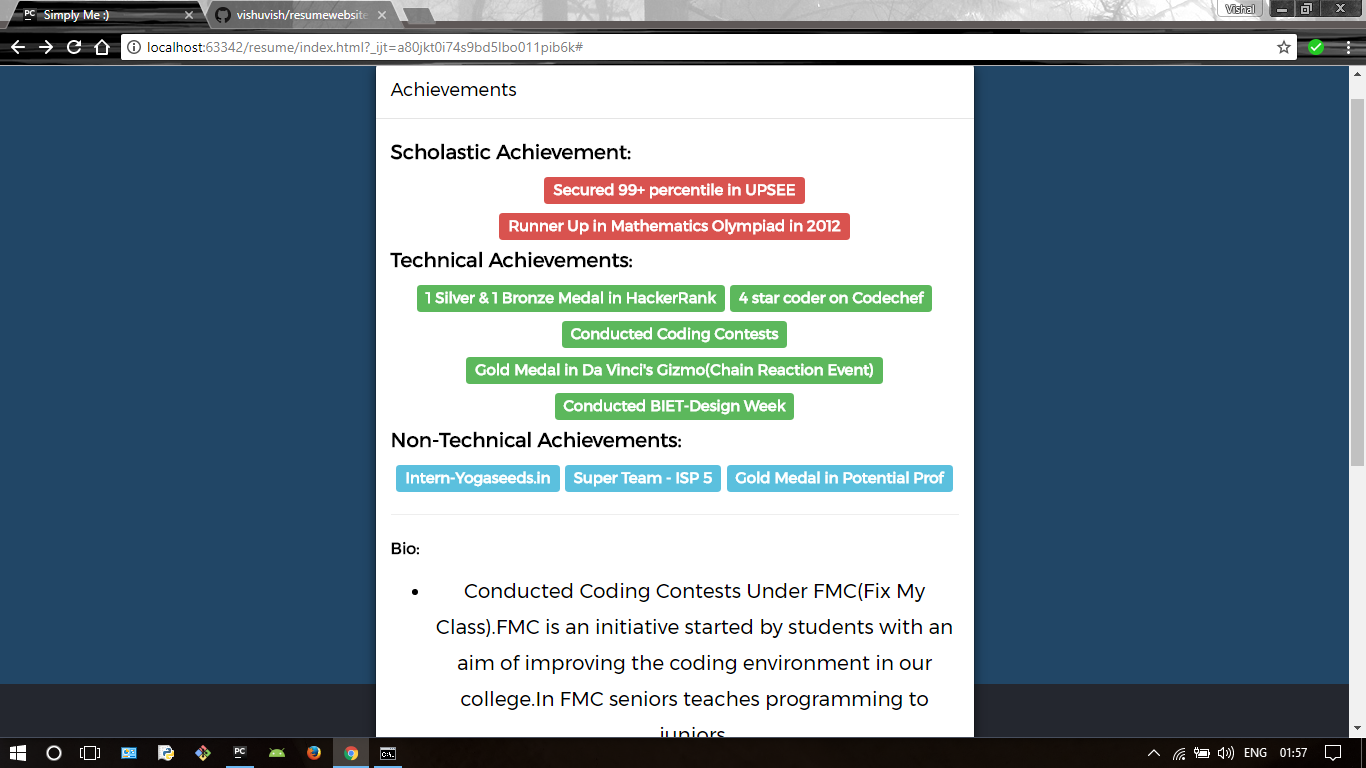 PC Simply Me :)
vishuvish/resumewebsite
Vishal
localhost:63342/resume/index.html?_ijt=a80jkt0i74s9bd5lbo011pib6k#
Achievements
Scholastic Achievement:
Secured 99+ percentile in UPSEE
Runner Up in Mathematics Olympiad in 2012
Technical Achievements:
1 Silver & 1 Bronze Medal in HackerRank 4 star coder on Codechef
Conducted Coding Contests
Gold Medal in Da Vinci's Gizmo(Chain Reaction Event)
Conducted BIET-Design Week
Non-Technical Achievements:
Intern-Yogaseeds.in Super Team - ISP 5 Gold Medal in Potential Prof
Bio:
• Conducted Coding Contests Under FMC(Fix My
Class).FMC is an initiative started by students with an
aim of improving the coding environment in our
college.In FMC seniors teaches programming to
juniors
PC C:\. ENG 01:57